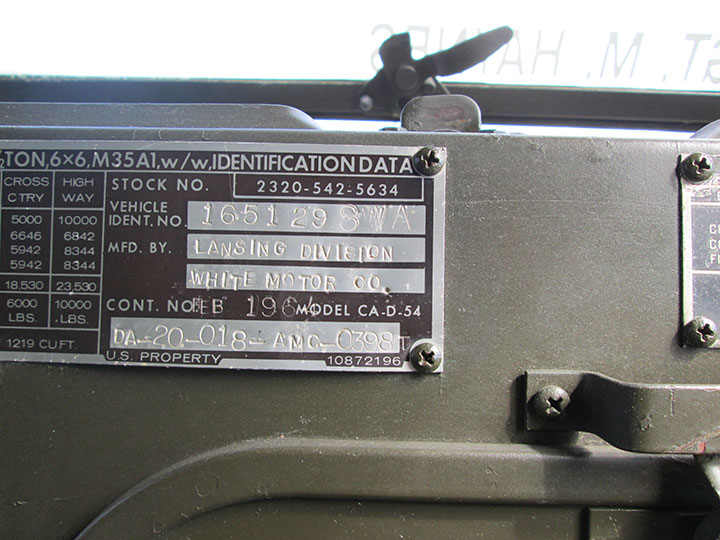 ST. M. HAYNES
TON, 6×6, M35A1, w/w, IDENTIFICATION DATA
CROSS CTRY HIGH WAY
5000 10000
6646 6842
5942 8344
5942 8344
18,530 23,530
6000 LBS. 10000 LBS.
1219 CU FT.
STOCK NO. 2320-542-5634
VEHICLE IDENT. NO. 165129 SWA
MFD. BY. LANSING DIVISION
WHITE MOTOR CO.
CONT. NO. FEB 1964 MODEL CA-D-54
DA-20-018-AMC-0398T
U.S. PROPERTY 10872196